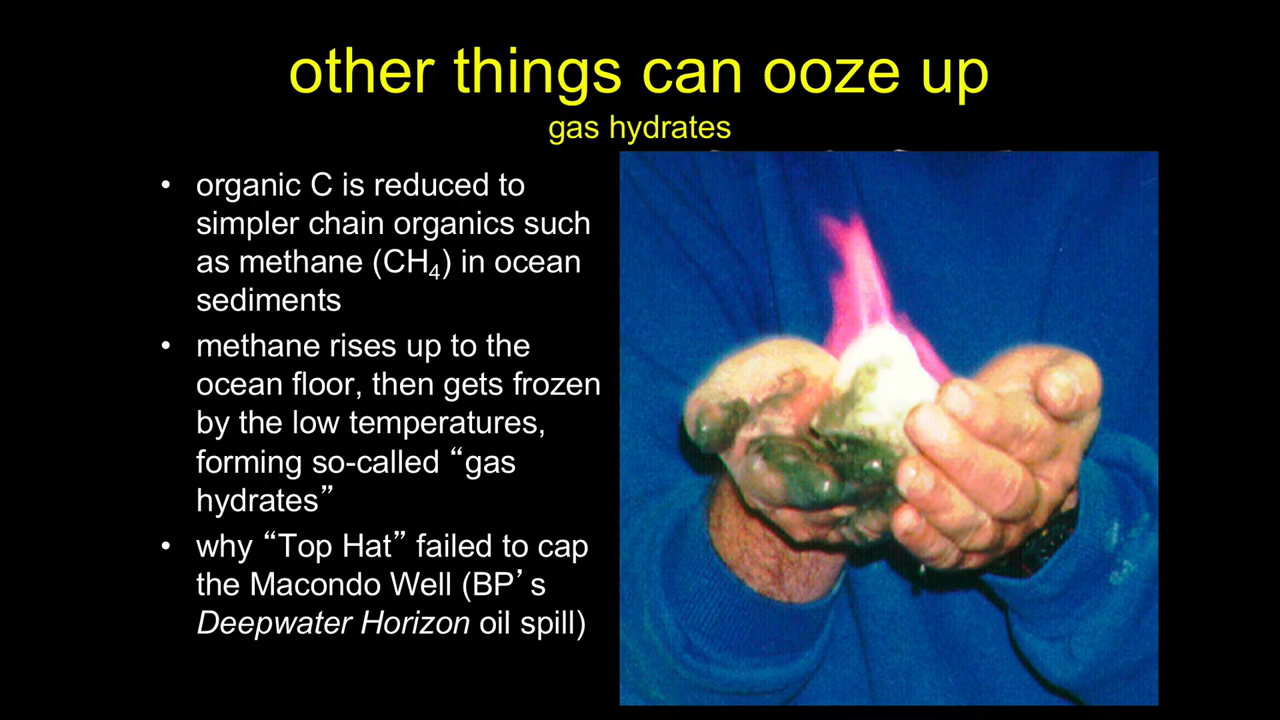 other things can ooze up
gas hydrates
• organic C is reduced to
simpler chain organics such
as methane (CH₄) in ocean
sediments
• methane rises up to the
ocean floor, then gets frozen
by the low temperatures,
forming so-called “gas
hydrates”
• why “Top Hat” failed to cap
the Macondo Well (BP’s
Deepwater Horizon oil spill)